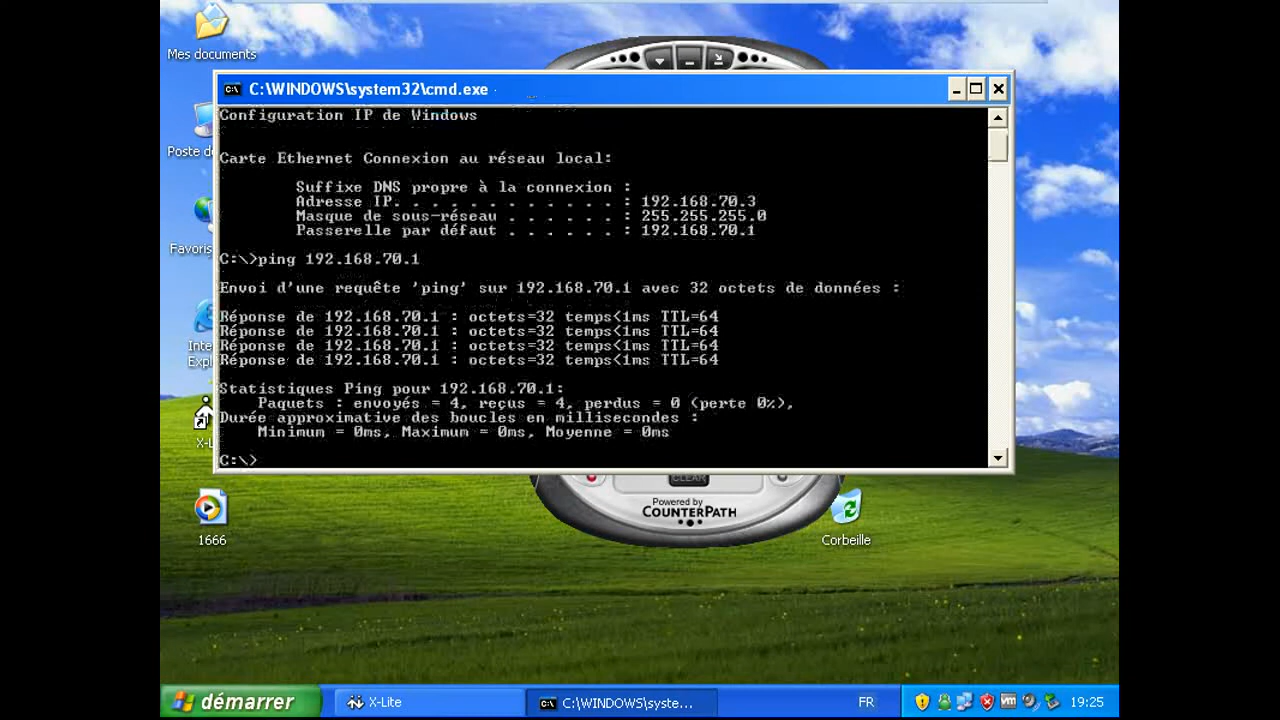 Mes documents
C:\WINDOWS\system32\cmd.exe
Configuration IP de Windows
Carte Ethernet Connexion au réseau local:
Suffixe DNS propre à la connexion :
Adresse IP. . . . . . . . . . . . : 192.168.70.3
Masque de sous-réseau . . . . . . : 255.255.255.0
Passerelle par défaut . . . . . . : 192.168.70.1
C:\>ping 192.168.70.1
Envoi d'une requête 'ping' sur 192.168.70.1 avec 32 octets de données :
Réponse de 192.168.70.1 : octets=32 temps<1ms TTL=64
Réponse de 192.168.70.1 : octets=32 temps<1ms TTL=64
Réponse de 192.168.70.1 : octets=32 temps<1ms TTL=64
Réponse de 192.168.70.1 : octets=32 temps<1ms TTL=64
Statistiques Ping pour 192.168.70.1:
Paquets : envoyés = 4, reçus = 4, perdus = 0 (perte 0%),
Durée approximative des boucles en millisecondes :
Minimum = 0ms, Maximum = 0ms, Moyenne = 0ms
C:\>
Poste d
Favoris
Inte
Expl
X-L
CLEAR
Powered by
COUNTERPATH
1666
Corbeille
démarrer
X-Lite
C:\WINDOWS\syste...
FR
19:25